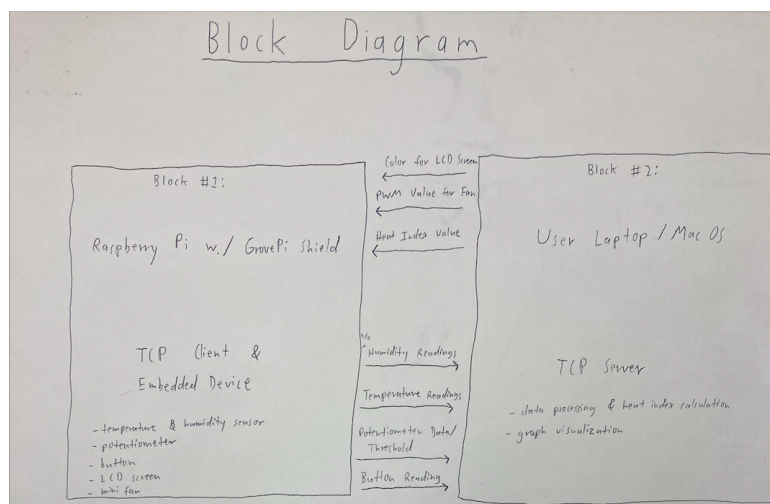 Block Diagram
Block #1:
Raspberry Pi w./ GrovePi Shield
TCP Client &
Embedded Device
- temperature & humidity sensor
- potentiometer
- button
- LCD screen
- mini fan
Color for LCD Screen
PWM Value for Fan
Heat Index Value
%
^Humidity Readings
Temperature Readings
Potentiometer Data/
Threshold
Button Reading
Block #2:
User Laptop / Mac OS
TCP Server
- data processing & heat index calculation
- graph visualization